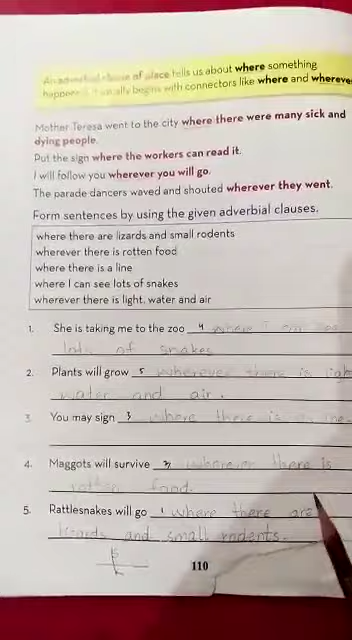 An adverbial clause of place tells us about where something
happened. It usually begins with connectors like where and wherever
Mother Teresa went to the city where there were many sick and
dying people.
Put the sign where the workers can read it.
I will follow you wherever you will go.
The parade dancers waved and shouted wherever they went.
Form sentences by using the given adverbial clauses.
where there are lizards and small rodents
wherever there is rotten food
where there is a line
where I can see lots of snakes
wherever there is light, water and air
1. She is taking me to the zoo 4 where I can see
lots of snakes
2. Plants will grow 5 wherever there is ligh
water and air.
3. You may sign 3 where there is a line.
4. Maggots will survive 2 wherever there is
rotten food.
5. Rattlesnakes will go 1 where there are
lizards and small rodents.
110